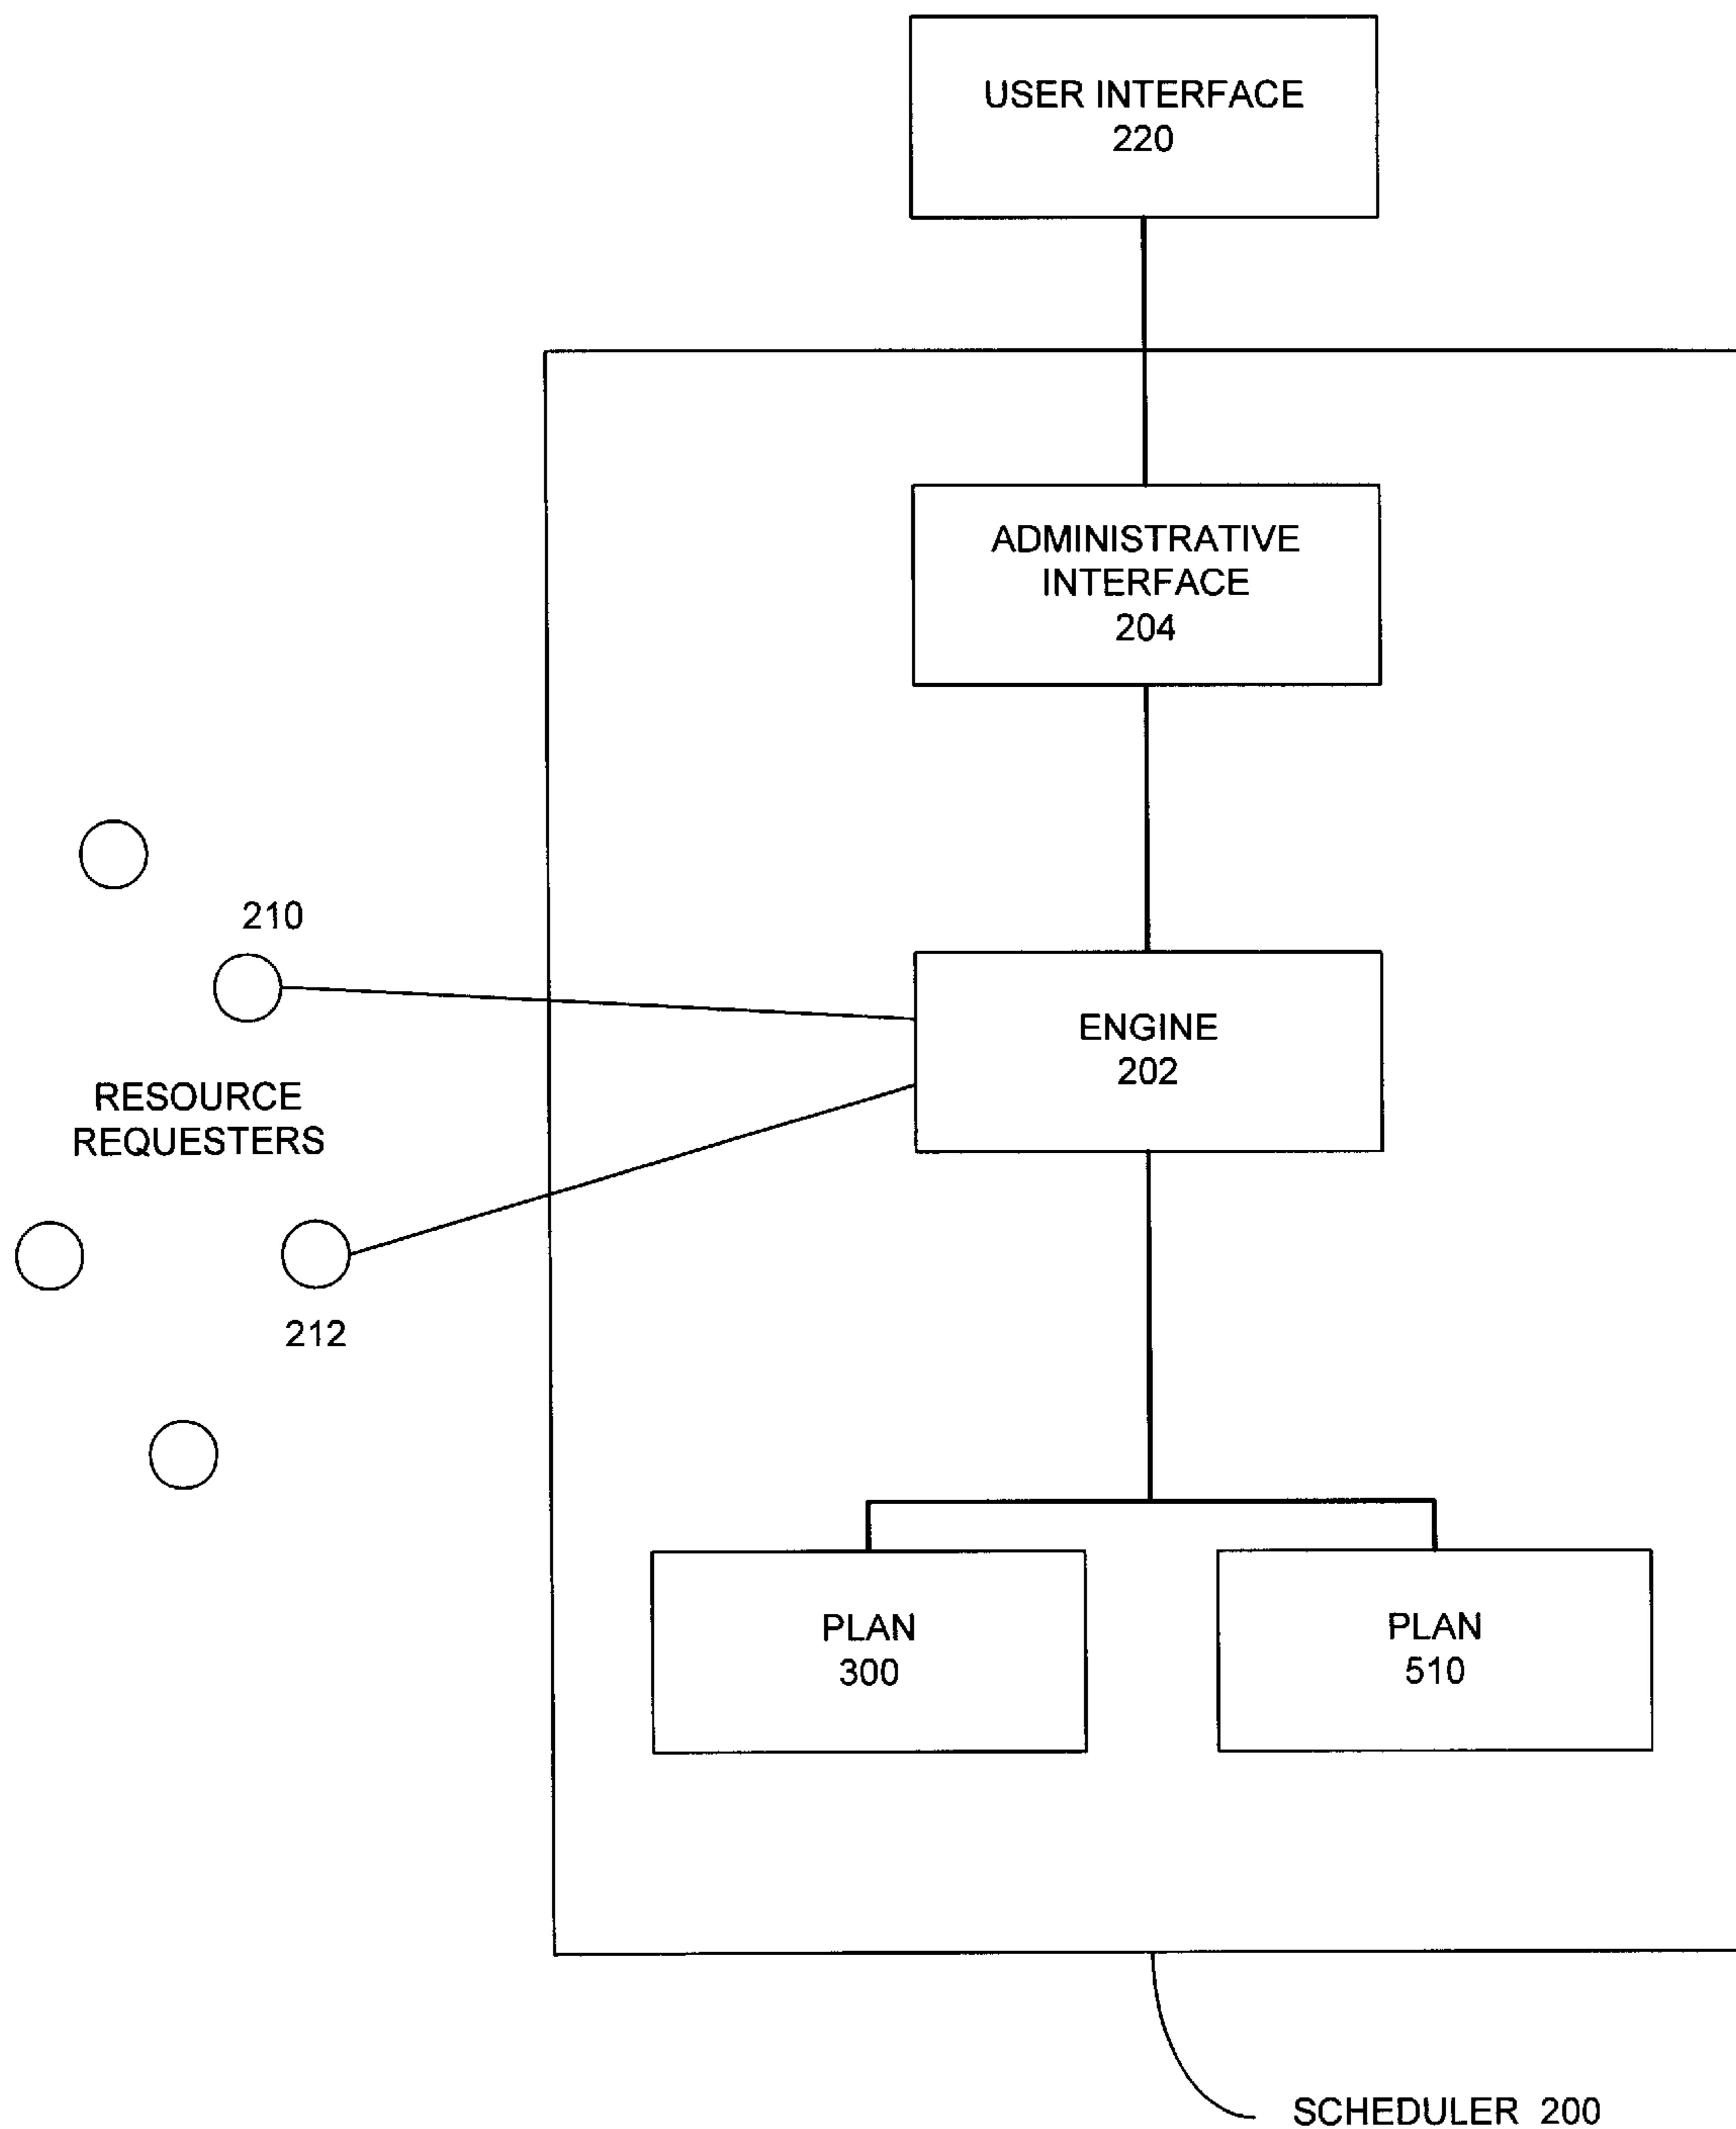 USER INTERFACE
220
ADMINISTRATIVE
INTERFACE
204
210
ENGINE
202
RESOURCE
REQUESTERS
212
PLAN
300
PLAN
510
SCHEDULER 200